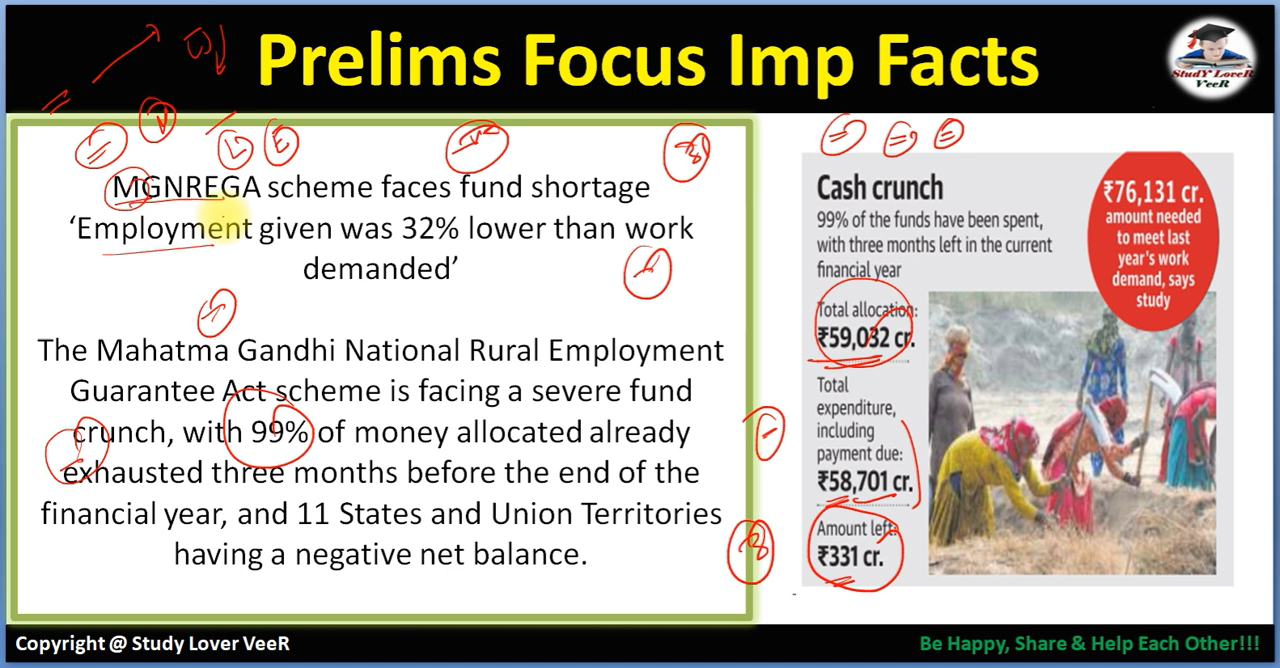 Prelims Focus Imp Facts
StudY LoveR
VeeR
MGNREGA scheme faces fund shortage
‘Employment given was 32% lower than work
demanded’
The Mahatma Gandhi National Rural Employment
Guarantee Act scheme is facing a severe fund
crunch, with 99% of money allocated already
exhausted three months before the end of the
financial year, and 11 States and Union Territories
having a negative net balance.
Cash crunch
99% of the funds have been spent,
with three months left in the current
financial year
Total allocation:
₹59,032 cr.
Total
expenditure,
including
payment due:
₹58,701 cr.
Amount left:
₹331 cr.
₹76,131 cr.
amount needed
to meet last
year's work
demand, says
study
Copyright @ Study Lover VeeR
Be Happy, Share & Help Each Other!!!